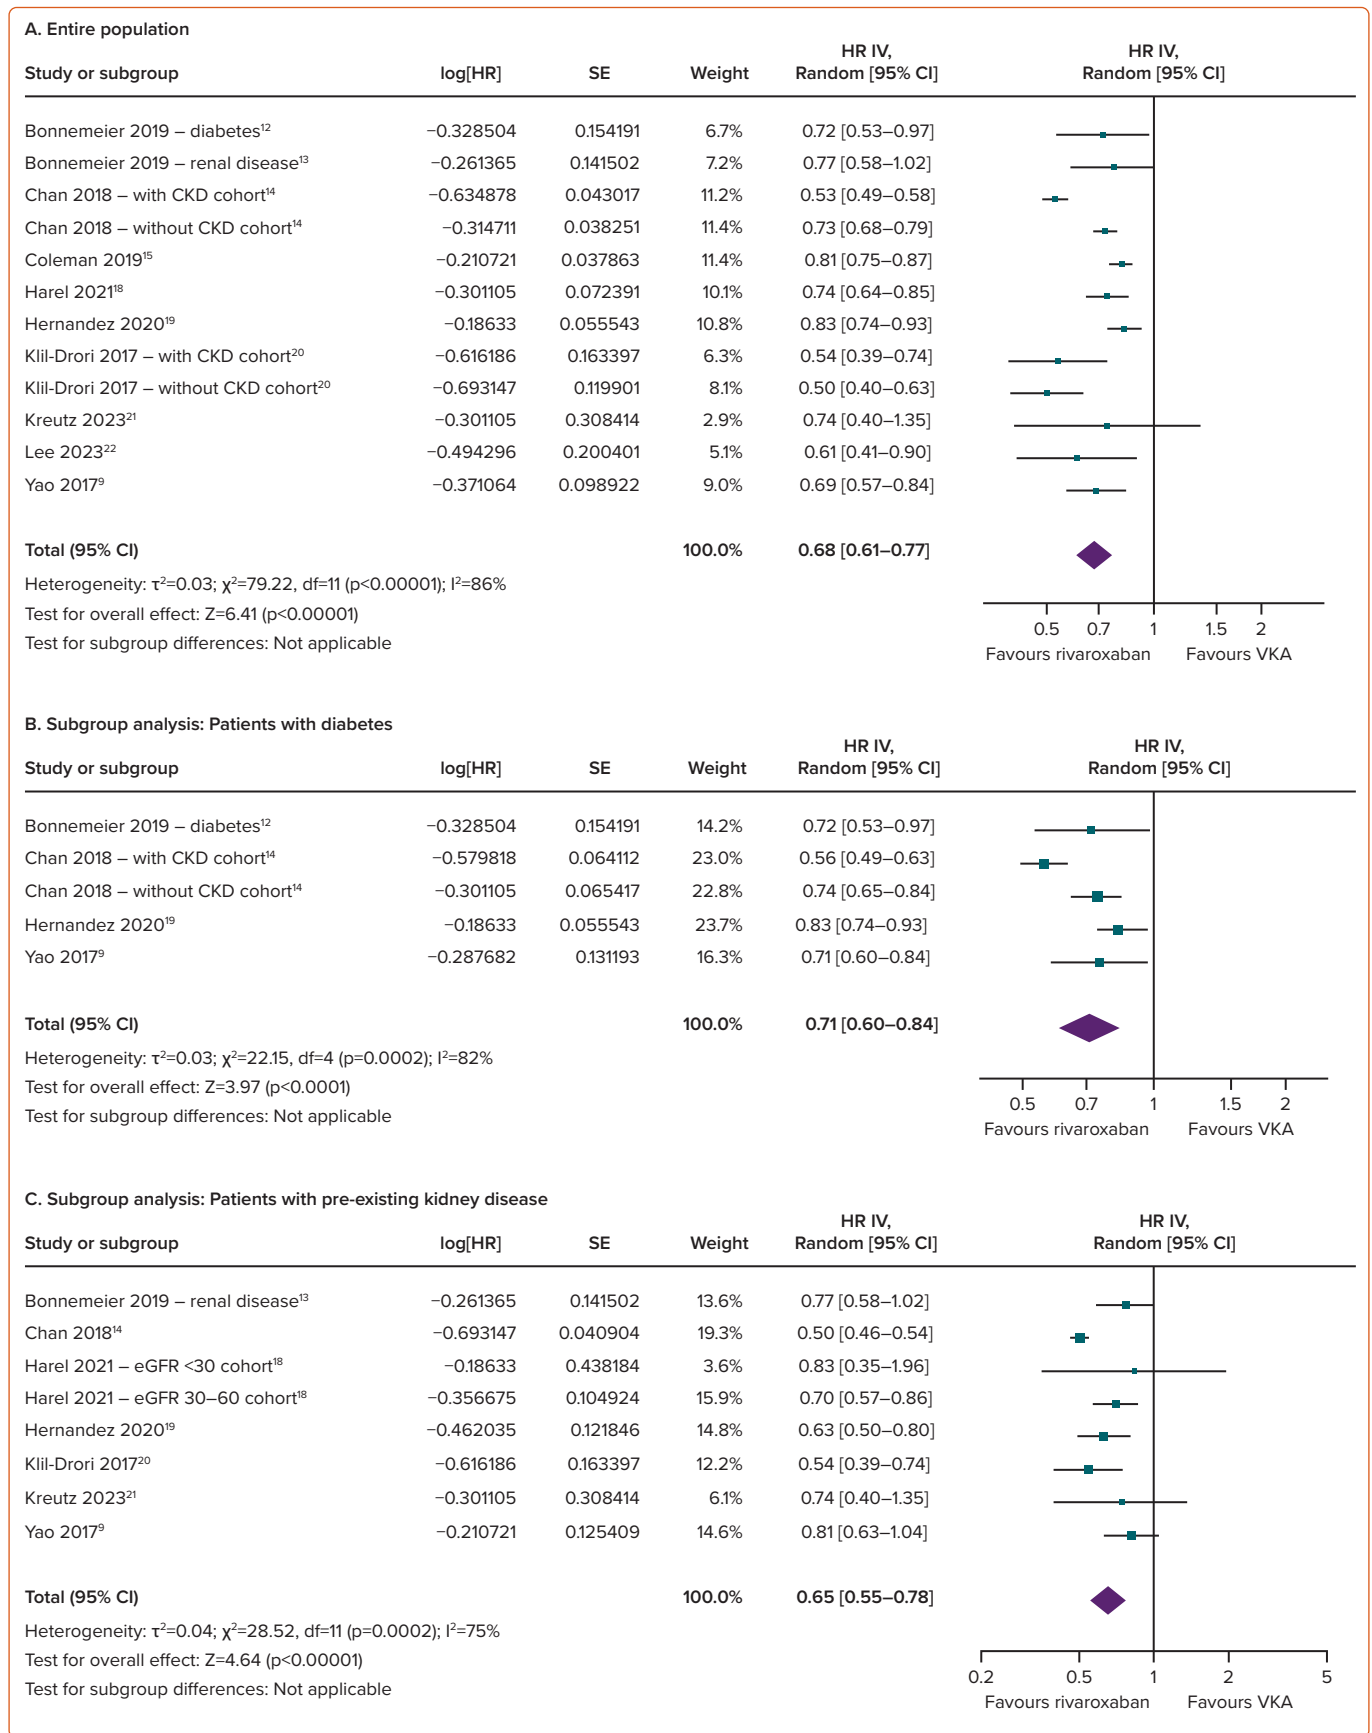 A. Entire population
Study or subgroup log[HR] SE Weight HR IV, Random [95% CI] HR IV, Random [95% CI]
Bonnemeier 2019 – diabetes¹² −0.328504 0.154191 6.7% 0.72 [0.53–0.97]
Bonnemeier 2019 – renal disease¹³ −0.261365 0.141502 7.2% 0.77 [0.58–1.02]
Chan 2018 – with CKD cohort¹⁴ −0.634878 0.043017 11.2% 0.53 [0.49–0.58]
Chan 2018 – without CKD cohort¹⁴ −0.314711 0.038251 11.4% 0.73 [0.68–0.79]
Coleman 2019¹⁵ −0.210721 0.037863 11.4% 0.81 [0.75–0.87]
Harel 2021¹⁸ −0.301105 0.072391 10.1% 0.74 [0.64–0.85]
Hernandez 2020¹⁹ −0.18633 0.055543 10.8% 0.83 [0.74–0.93]
Klil-Drori 2017 – with CKD cohort²⁰ −0.616186 0.163397 6.3% 0.54 [0.39–0.74]
Klil-Drori 2017 – without CKD cohort²⁰ −0.693147 0.119901 8.1% 0.50 [0.40–0.63]
Kreutz 2023²¹ −0.301105 0.308414 2.9% 0.74 [0.40–1.35]
Lee 2023²² −0.494296 0.200401 5.1% 0.61 [0.41–0.90]
Yao 2017⁹ −0.371064 0.098922 9.0% 0.69 [0.57–0.84]
Total (95% CI) 100.0% 0.68 [0.61–0.77]
Heterogeneity: τ²=0.03; χ²=79.22, df=11 (p<0.00001); I²=86%
Test for overall effect: Z=6.41 (p<0.00001)
Test for subgroup differences: Not applicable
0.5 0.7 1 1.5 2
Favours rivaroxaban Favours VKA
B. Subgroup analysis: Patients with diabetes
Study or subgroup log[HR] SE Weight HR IV, Random [95% CI] HR IV, Random [95% CI]
Bonnemeier 2019 – diabetes¹² −0.328504 0.154191 14.2% 0.72 [0.53–0.97]
Chan 2018 – with CKD cohort¹⁴ −0.579818 0.064112 23.0% 0.56 [0.49–0.63]
Chan 2018 – without CKD cohort¹⁴ −0.301105 0.065417 22.8% 0.74 [0.65–0.84]
Hernandez 2020¹⁹ −0.18633 0.055543 23.7% 0.83 [0.74–0.93]
Yao 2017⁹ −0.287682 0.131193 16.3% 0.71 [0.60–0.84]
Total (95% CI) 100.0% 0.71 [0.60–0.84]
Heterogeneity: τ²=0.03; χ²=22.15, df=4 (p=0.0002); I²=82%
Test for overall effect: Z=3.97 (p<0.0001)
Test for subgroup differences: Not applicable
0.5 0.7 1 1.5 2
Favours rivaroxaban Favours VKA
C. Subgroup analysis: Patients with pre-existing kidney disease
Study or subgroup log[HR] SE Weight HR IV, Random [95% CI] HR IV, Random [95% CI]
Bonnemeier 2019 – renal disease¹³ −0.261365 0.141502 13.6% 0.77 [0.58–1.02]
Chan 2018¹⁴ −0.693147 0.040904 19.3% 0.50 [0.46–0.54]
Harel 2021 – eGFR <30 cohort¹⁸ −0.18633 0.438184 3.6% 0.83 [0.35–1.96]
Harel 2021 – eGFR 30–60 cohort¹⁸ −0.356675 0.104924 15.9% 0.70 [0.57–0.86]
Hernandez 2020¹⁹ −0.462035 0.121846 14.8% 0.63 [0.50–0.80]
Klil-Drori 2017²⁰ −0.616186 0.163397 12.2% 0.54 [0.39–0.74]
Kreutz 2023²¹ −0.301105 0.308414 6.1% 0.74 [0.40–1.35]
Yao 2017⁹ −0.210721 0.125409 14.6% 0.81 [0.63–1.04]
Total (95% CI) 100.0% 0.65 [0.55–0.78]
Heterogeneity: τ²=0.04; χ²=28.52, df=11 (p=0.0002); I²=75%
Test for overall effect: Z=4.64 (p<0.00001)
Test for subgroup differences: Not applicable
0.2 0.5 1 2 5
Favours rivaroxaban Favours VKA